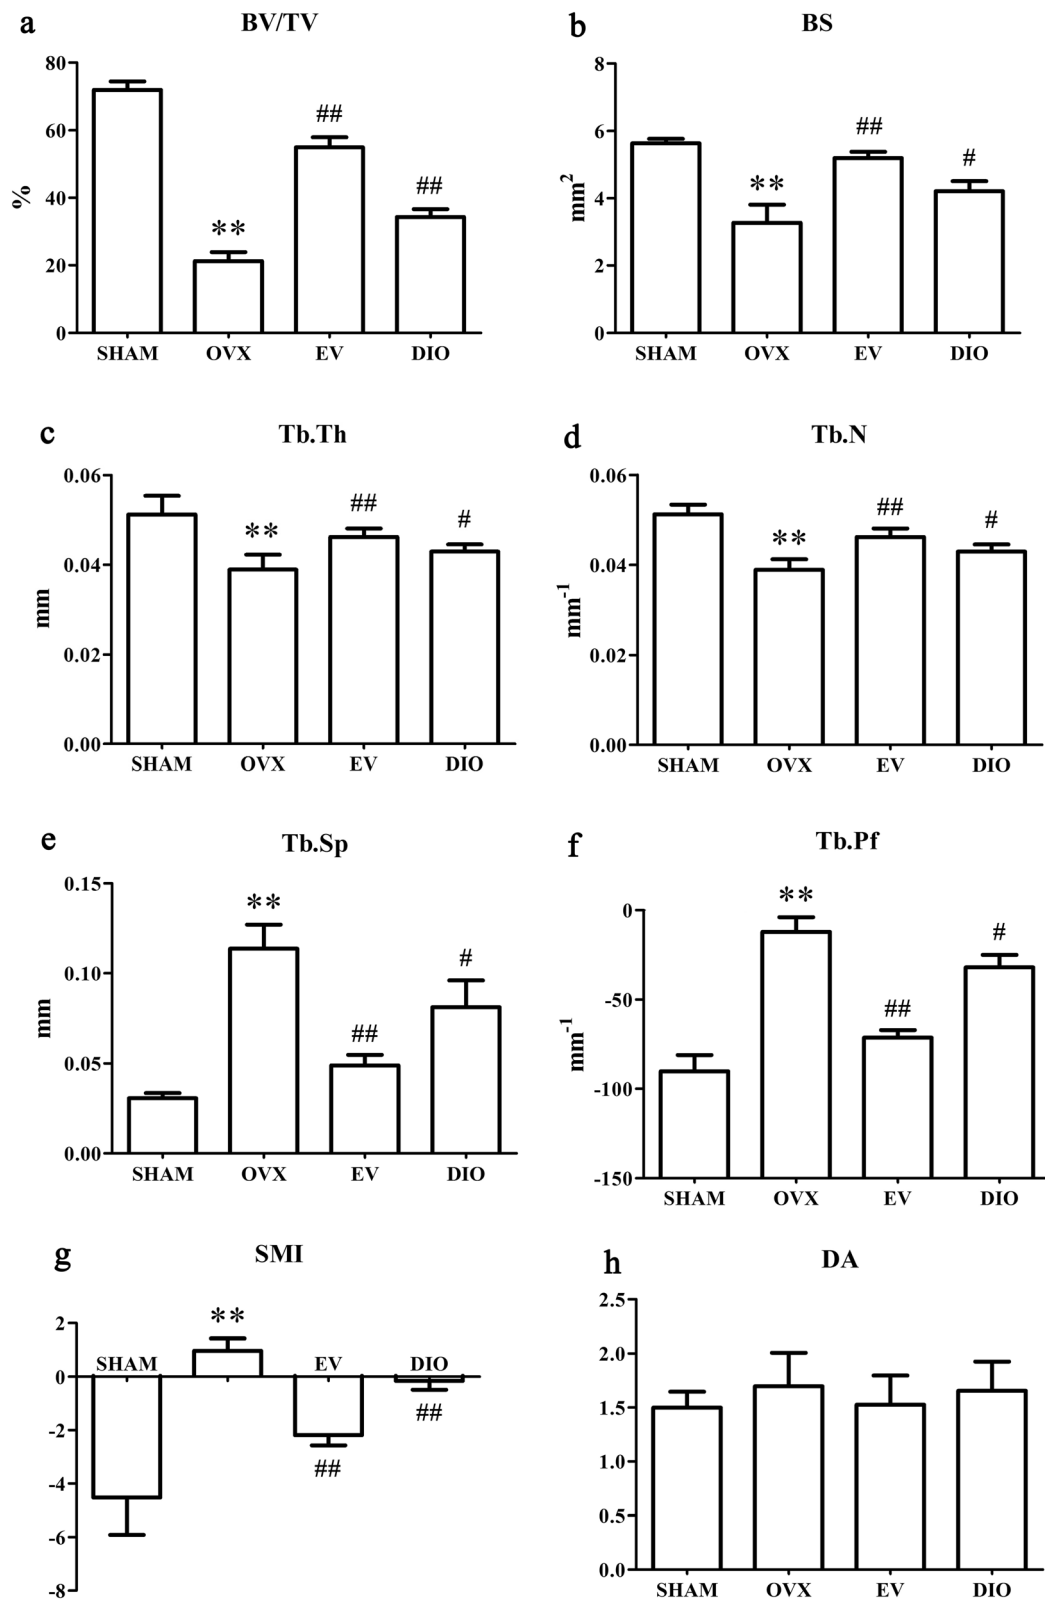 a
BV/TV
%
80
60
40
20
0
**
##
##
SHAM OVX EV DIO
b
BS
mm2
8
6
4
2
0
**
##
#
SHAM OVX EV DIO
c
Tb.Th
mm
0.06
0.04
0.02
0.00
**
##
#
SHAM OVX EV DIO
d
Tb.N
mm-1
0.06
0.04
0.02
0.00
**
##
#
SHAM OVX EV DIO
e
Tb.Sp
mm
0.15
0.10
0.05
0.00
**
##
#
SHAM OVX EV DIO
f
Tb.Pf
mm-1
0
-50
-100
-150
**
##
#
SHAM OVX EV DIO
g
SMI
2
0
-2
-4
-6
-8
**
SHAM EV DIO
##
##
h
DA
2.5
2.0
1.5
1.0
0.5
0.0
SHAM OVX EV DIO